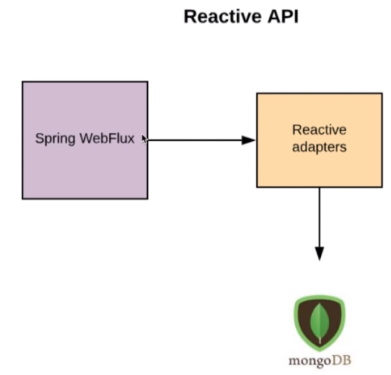 Reactive API
Spring WebFlux
Reactive
adapters
mongoDB